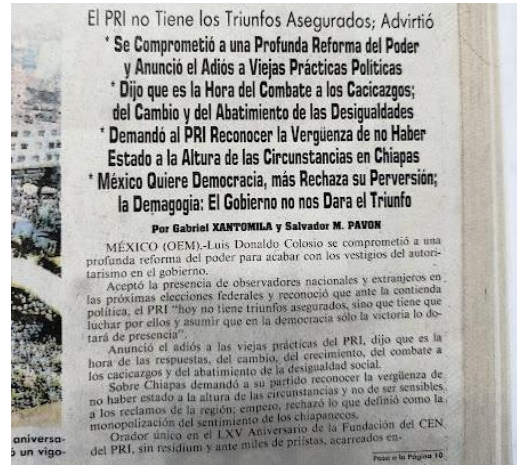 El PRI no Tiene los Triunfos Asegurados; Advirtió
* Se Comprometió a una Profunda Reforma del Poder
y Anunció el Adiós a Viejas Prácticas Políticas
* Dijo que es la Hora del Combate a los Cacicazgos;
del Cambio y del Abatimiento de las Desigualdades
* Demandó al PRI Reconocer la Vergüenza de no Haber
Estado a la Altura de las Circunstancias en Chiapas
* México Quiere Democracia, más Rechaza su Perversión;
la Demagogia: El Gobierno no nos Dara el Triunfo
Por Gabriel XANTOMILA y Salvador M. PAVON
MÉXICO (OEM).-Luis Donaldo Colosio se comprometió a una
profunda reforma del poder para acabar con los vestigios del autori-
tarismo en el gobierno.
Aceptó la presencia de observadores nacionales y extranjeros en
las próximas elecciones federales y reconoció que ante la contienda
política, el PRI "hoy no tiene triunfos asegurados, sino que tiene que
luchar por ellos y asumir que en la democracia sólo la victoria lo do-
tará de presencia".
Anunció el adiós a las viejas prácticas del PRI, dijo que es la
hora de las respuestas, del cambio, del crecimiento, del combate a
los cacicazgos y del abatimiento de la desigualdad social.
Sobre Chiapas demandó a su partido reconocer la vergüenza de
no haber estado a la altura de las circunstancias y no de ser sensibles
a los reclamos de la región; empero, rechazó lo que definió como la
monopolización del sentimiento de los chiapanecos.
Orador único en el LXV Aniversario de la Fundación del CEN
del PRI, sin residium y ante miles de priístas, acarreados en-
Pasa a la Página 10
aniversa-
ó un vigo-